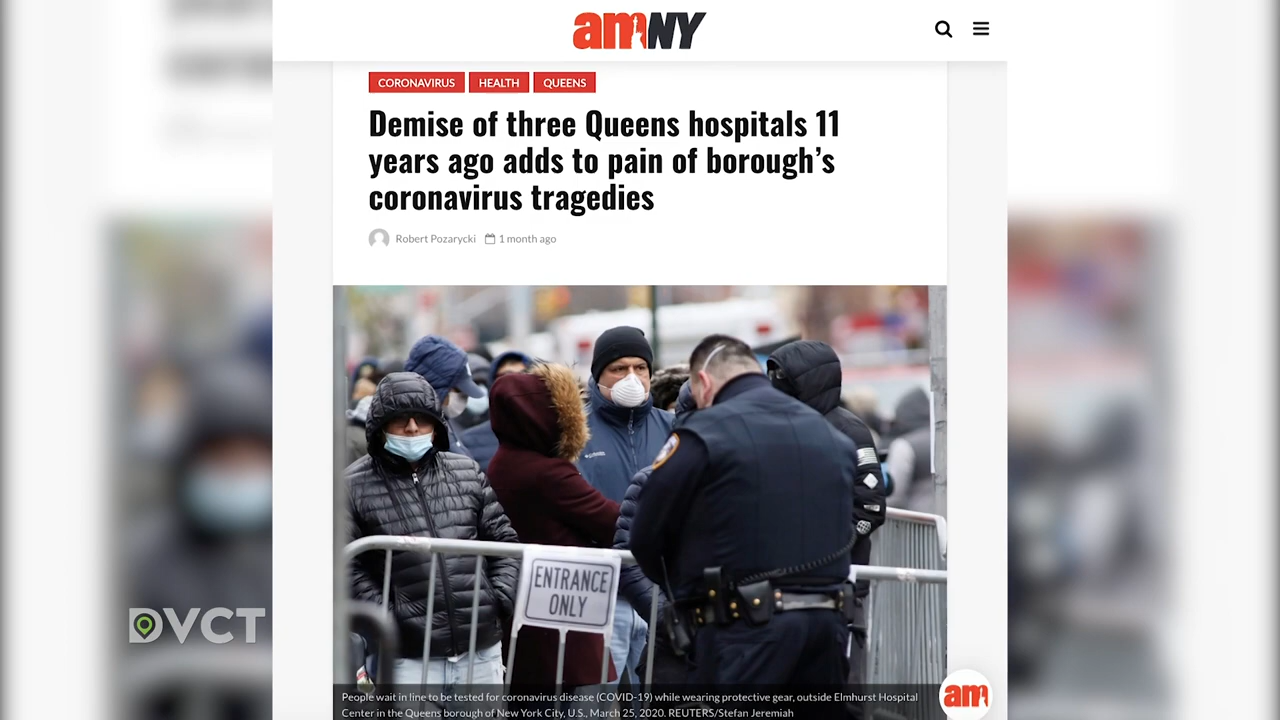 amNY
CORONAVIRUS HEALTH QUEENS
Demise of three Queens hospitals 11
years ago adds to pain of borough’s
coronavirus tragedies
Robert Pozarycki 1 month ago
ENTRANCE
ONLY
DVCT
People wait in line to be tested for coronavirus disease (COVID-19) while wearing protective gear, outside Elmhurst Hospital
Center in the Queens borough of New York City, U.S., March 25, 2020. REUTERS/Stefan Jeremiah
am